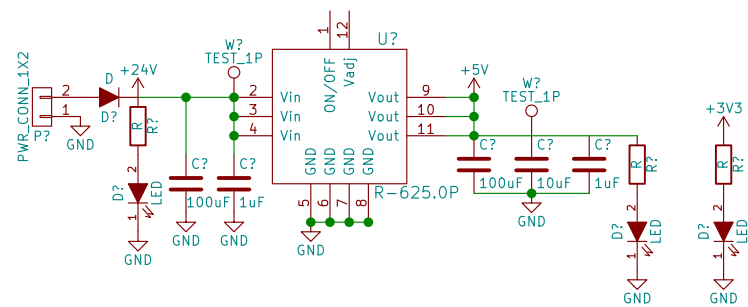 PWR_CONN_1X2
P?
2
1
GND
D
D?
+24V
R
R?
2
D?
LED
1
GND
C?
100uF
GND
W?
TEST_1P
C?
1uF
GND
U?
1
12
ON/OFF
Vadj
2
Vin
3
Vin
4
Vin
9
Vout
10
Vout
11
Vout
GND
GND
GND
GND
R-625.0P
5
6
7
8
GND
+5V
C?
100uF
W?
TEST_1P
C?
10uF
GND
C?
1uF
R
R?
2
D?
LED
1
GND
+3V3
R
R?
2
D?
LED
1
GND